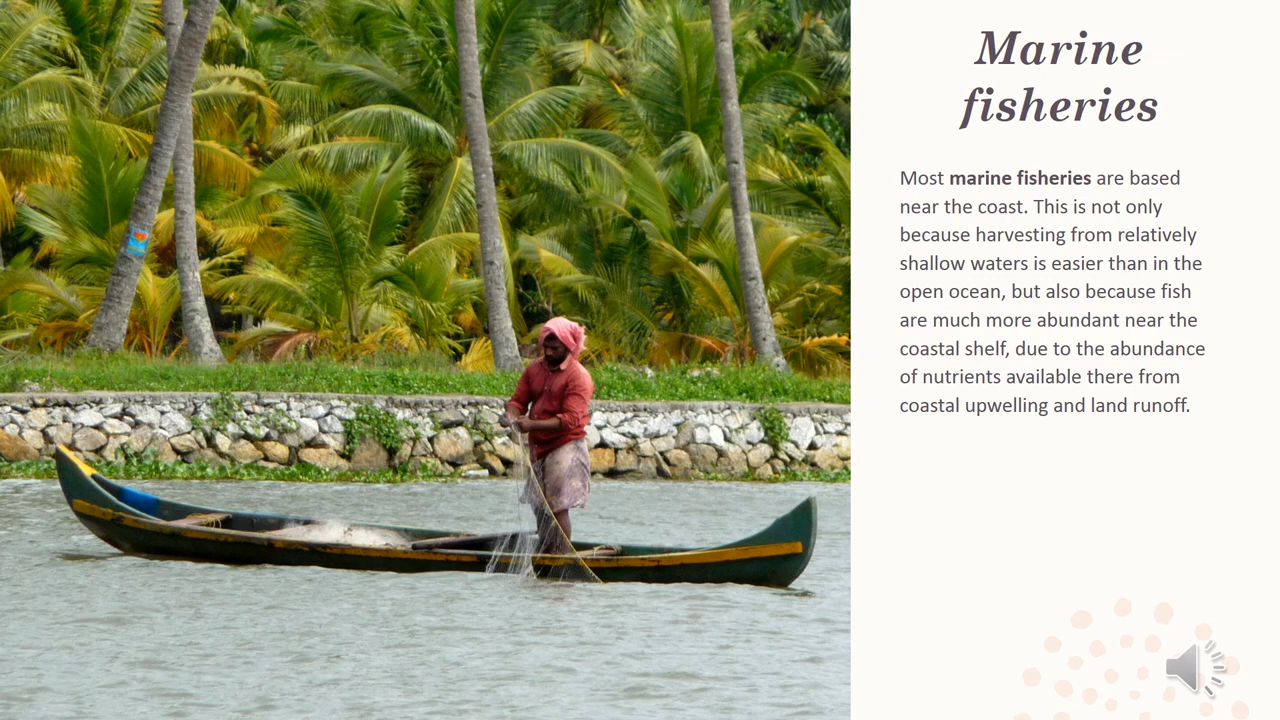 Marine
fisheries
Most marine fisheries are based
near the coast. This is not only
because harvesting from relatively
shallow waters is easier than in the
open ocean, but also because fish
are much more abundant near the
coastal shelf, due to the abundance
of nutrients available there from
coastal upwelling and land runoff.